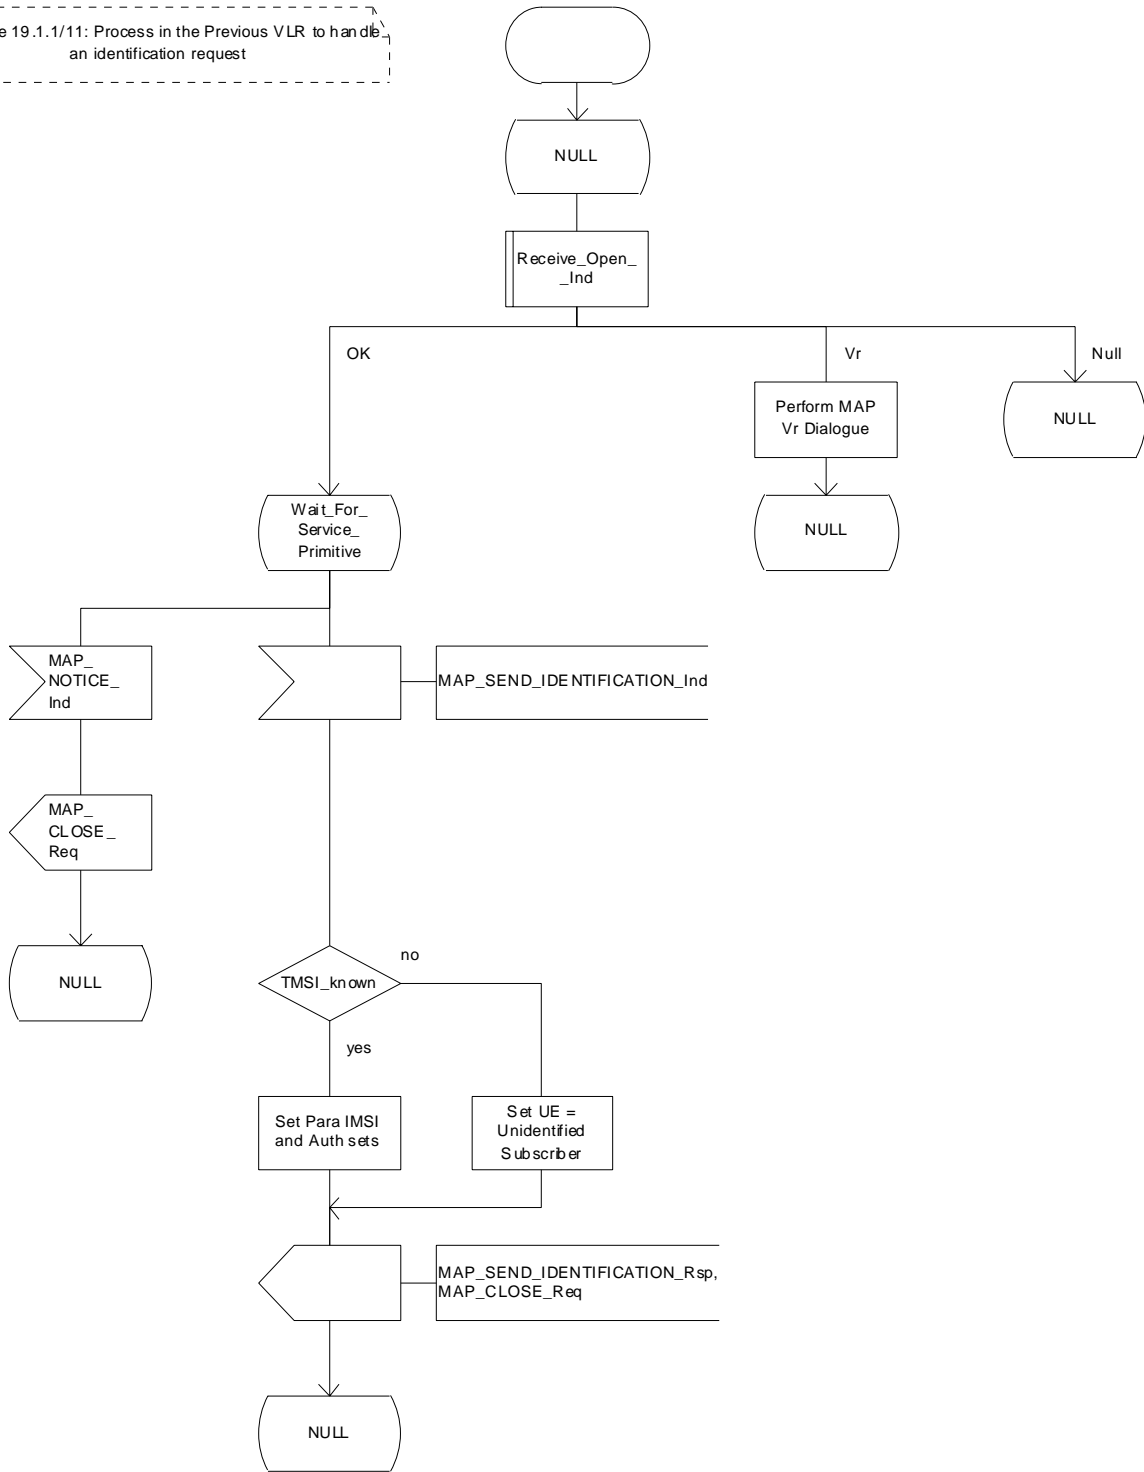 e 19.1.1/11: Process in the Previous VLR to handle
an identification request
NULL
Receive_Open_
_Ind
OK
Vr
Null
Perform MAP
Vr Dialogue
NULL
NULL
Wait_For_
Service_
Primitive
MAP_
NOTICE_
Ind
MAP_SEND_IDENTIFICATION_Ind
MAP_
CLOSE_
Req
NULL
TMSI_known
no
yes
Set Para IMSI
and Auth sets
Set UE =
Unidentified
Subscriber
MAP_SEND_IDENTIFICATION_Rsp,
MAP_CLOSE_Req
NULL